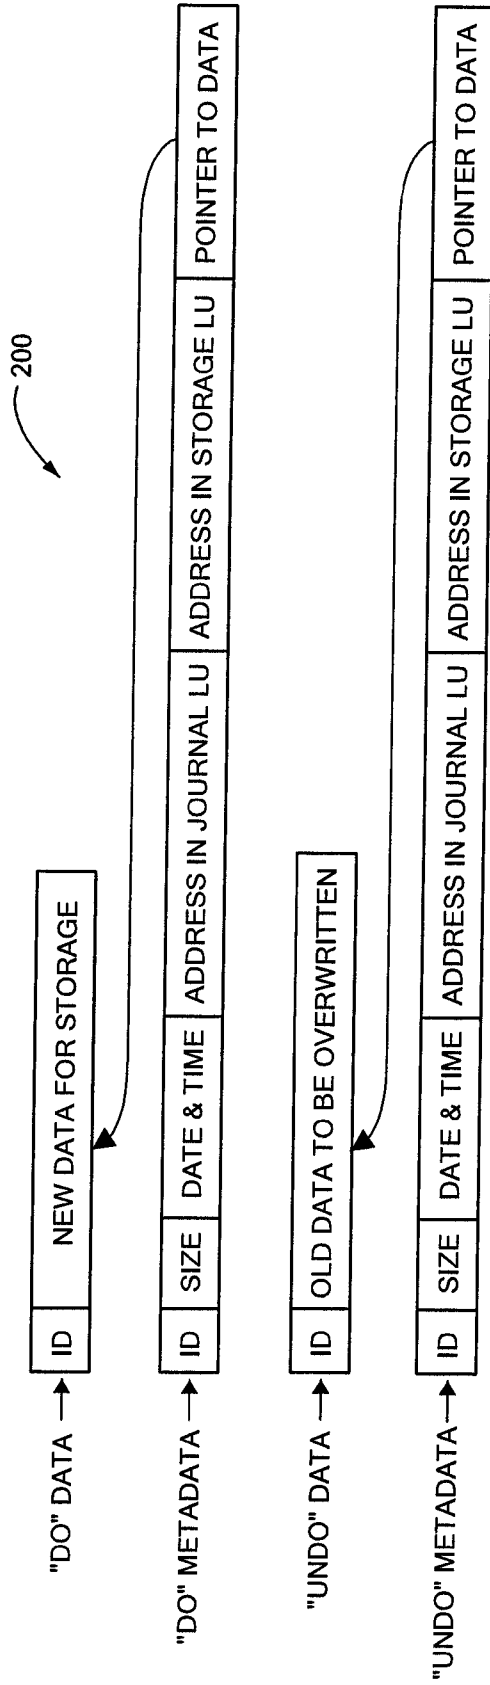 200
"DO" DATA ID NEW DATA FOR STORAGE
"DO" METADATA ID SIZE DATE & TIME ADDRESS IN JOURNAL LU ADDRESS IN STORAGE LU POINTER TO DATA
"UNDO" DATA ID OLD DATA TO BE OVERWRITTEN
"UNDO" METADATA ID SIZE DATE & TIME ADDRESS IN JOURNAL LU ADDRESS IN STORAGE LU POINTER TO DATA